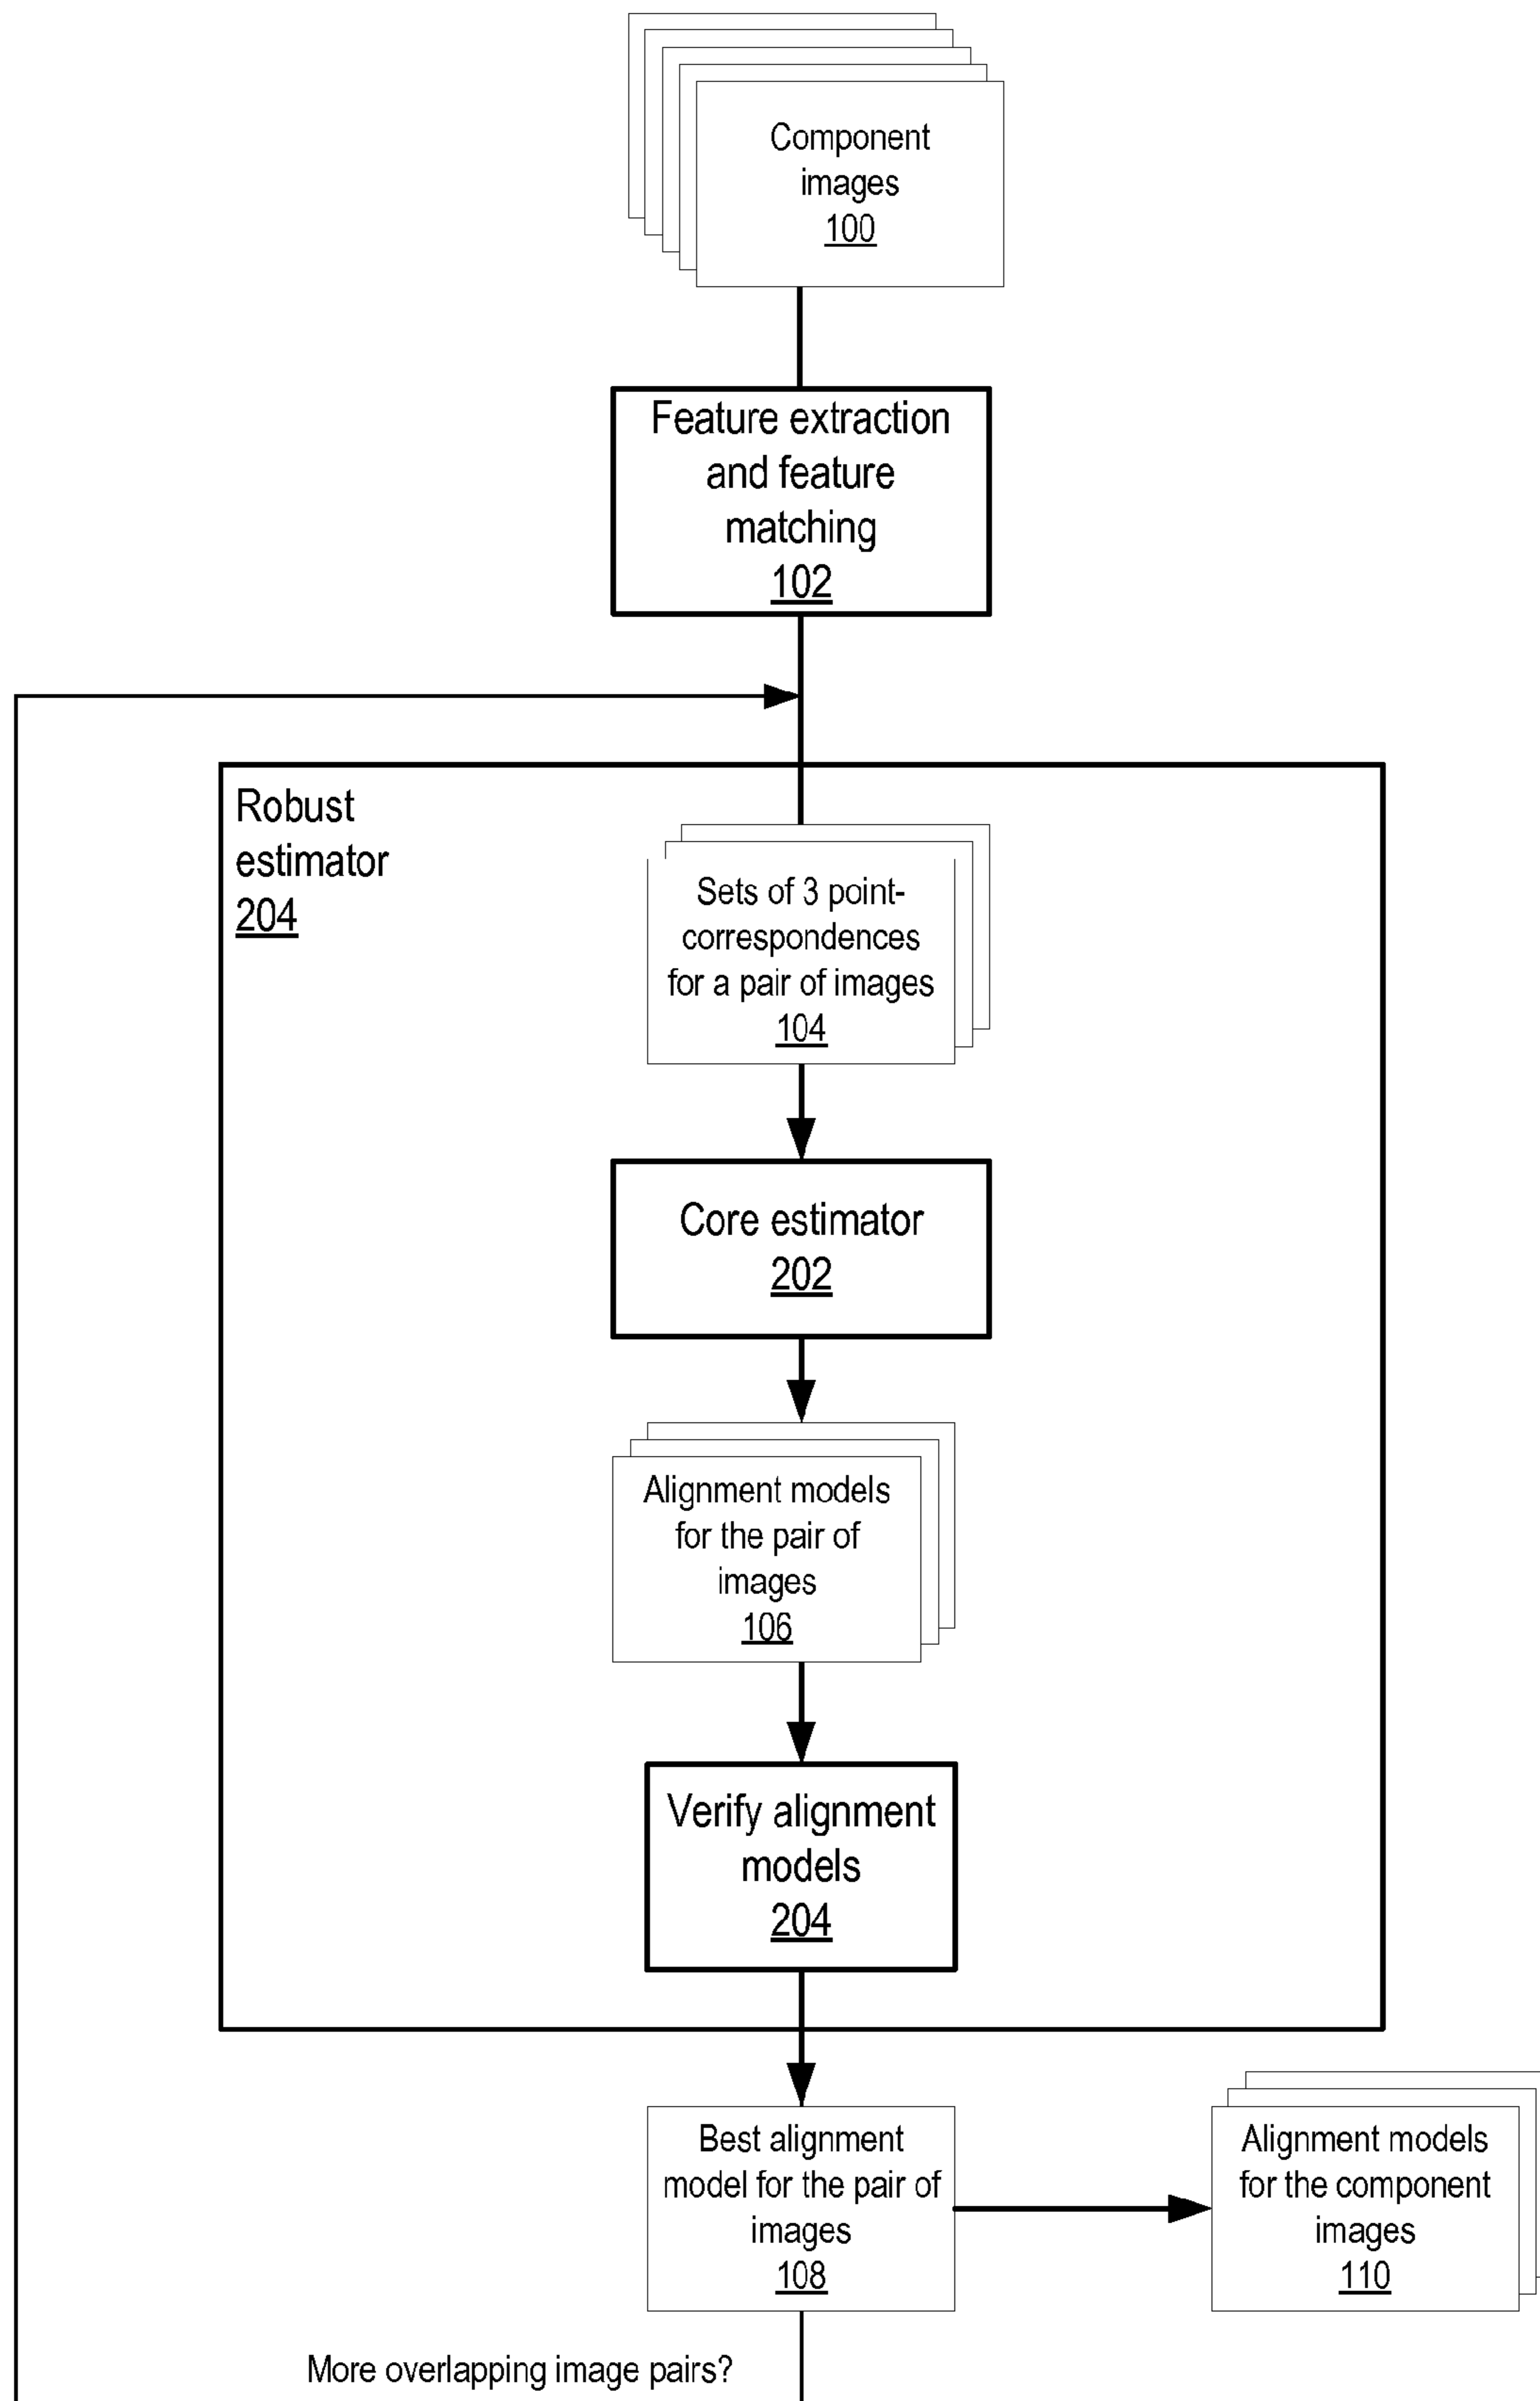 Component
images
100
Feature extraction
and feature
matching
102
Robust
estimator
204
Sets of 3 point-
correspondences
for a pair of images
104
Core estimator
202
Alignment models
for the pair of
images
106
Verify alignment
models
204
Best alignment
model for the pair of
images
108
Alignment models
for the component
images
110
More overlapping image pairs?